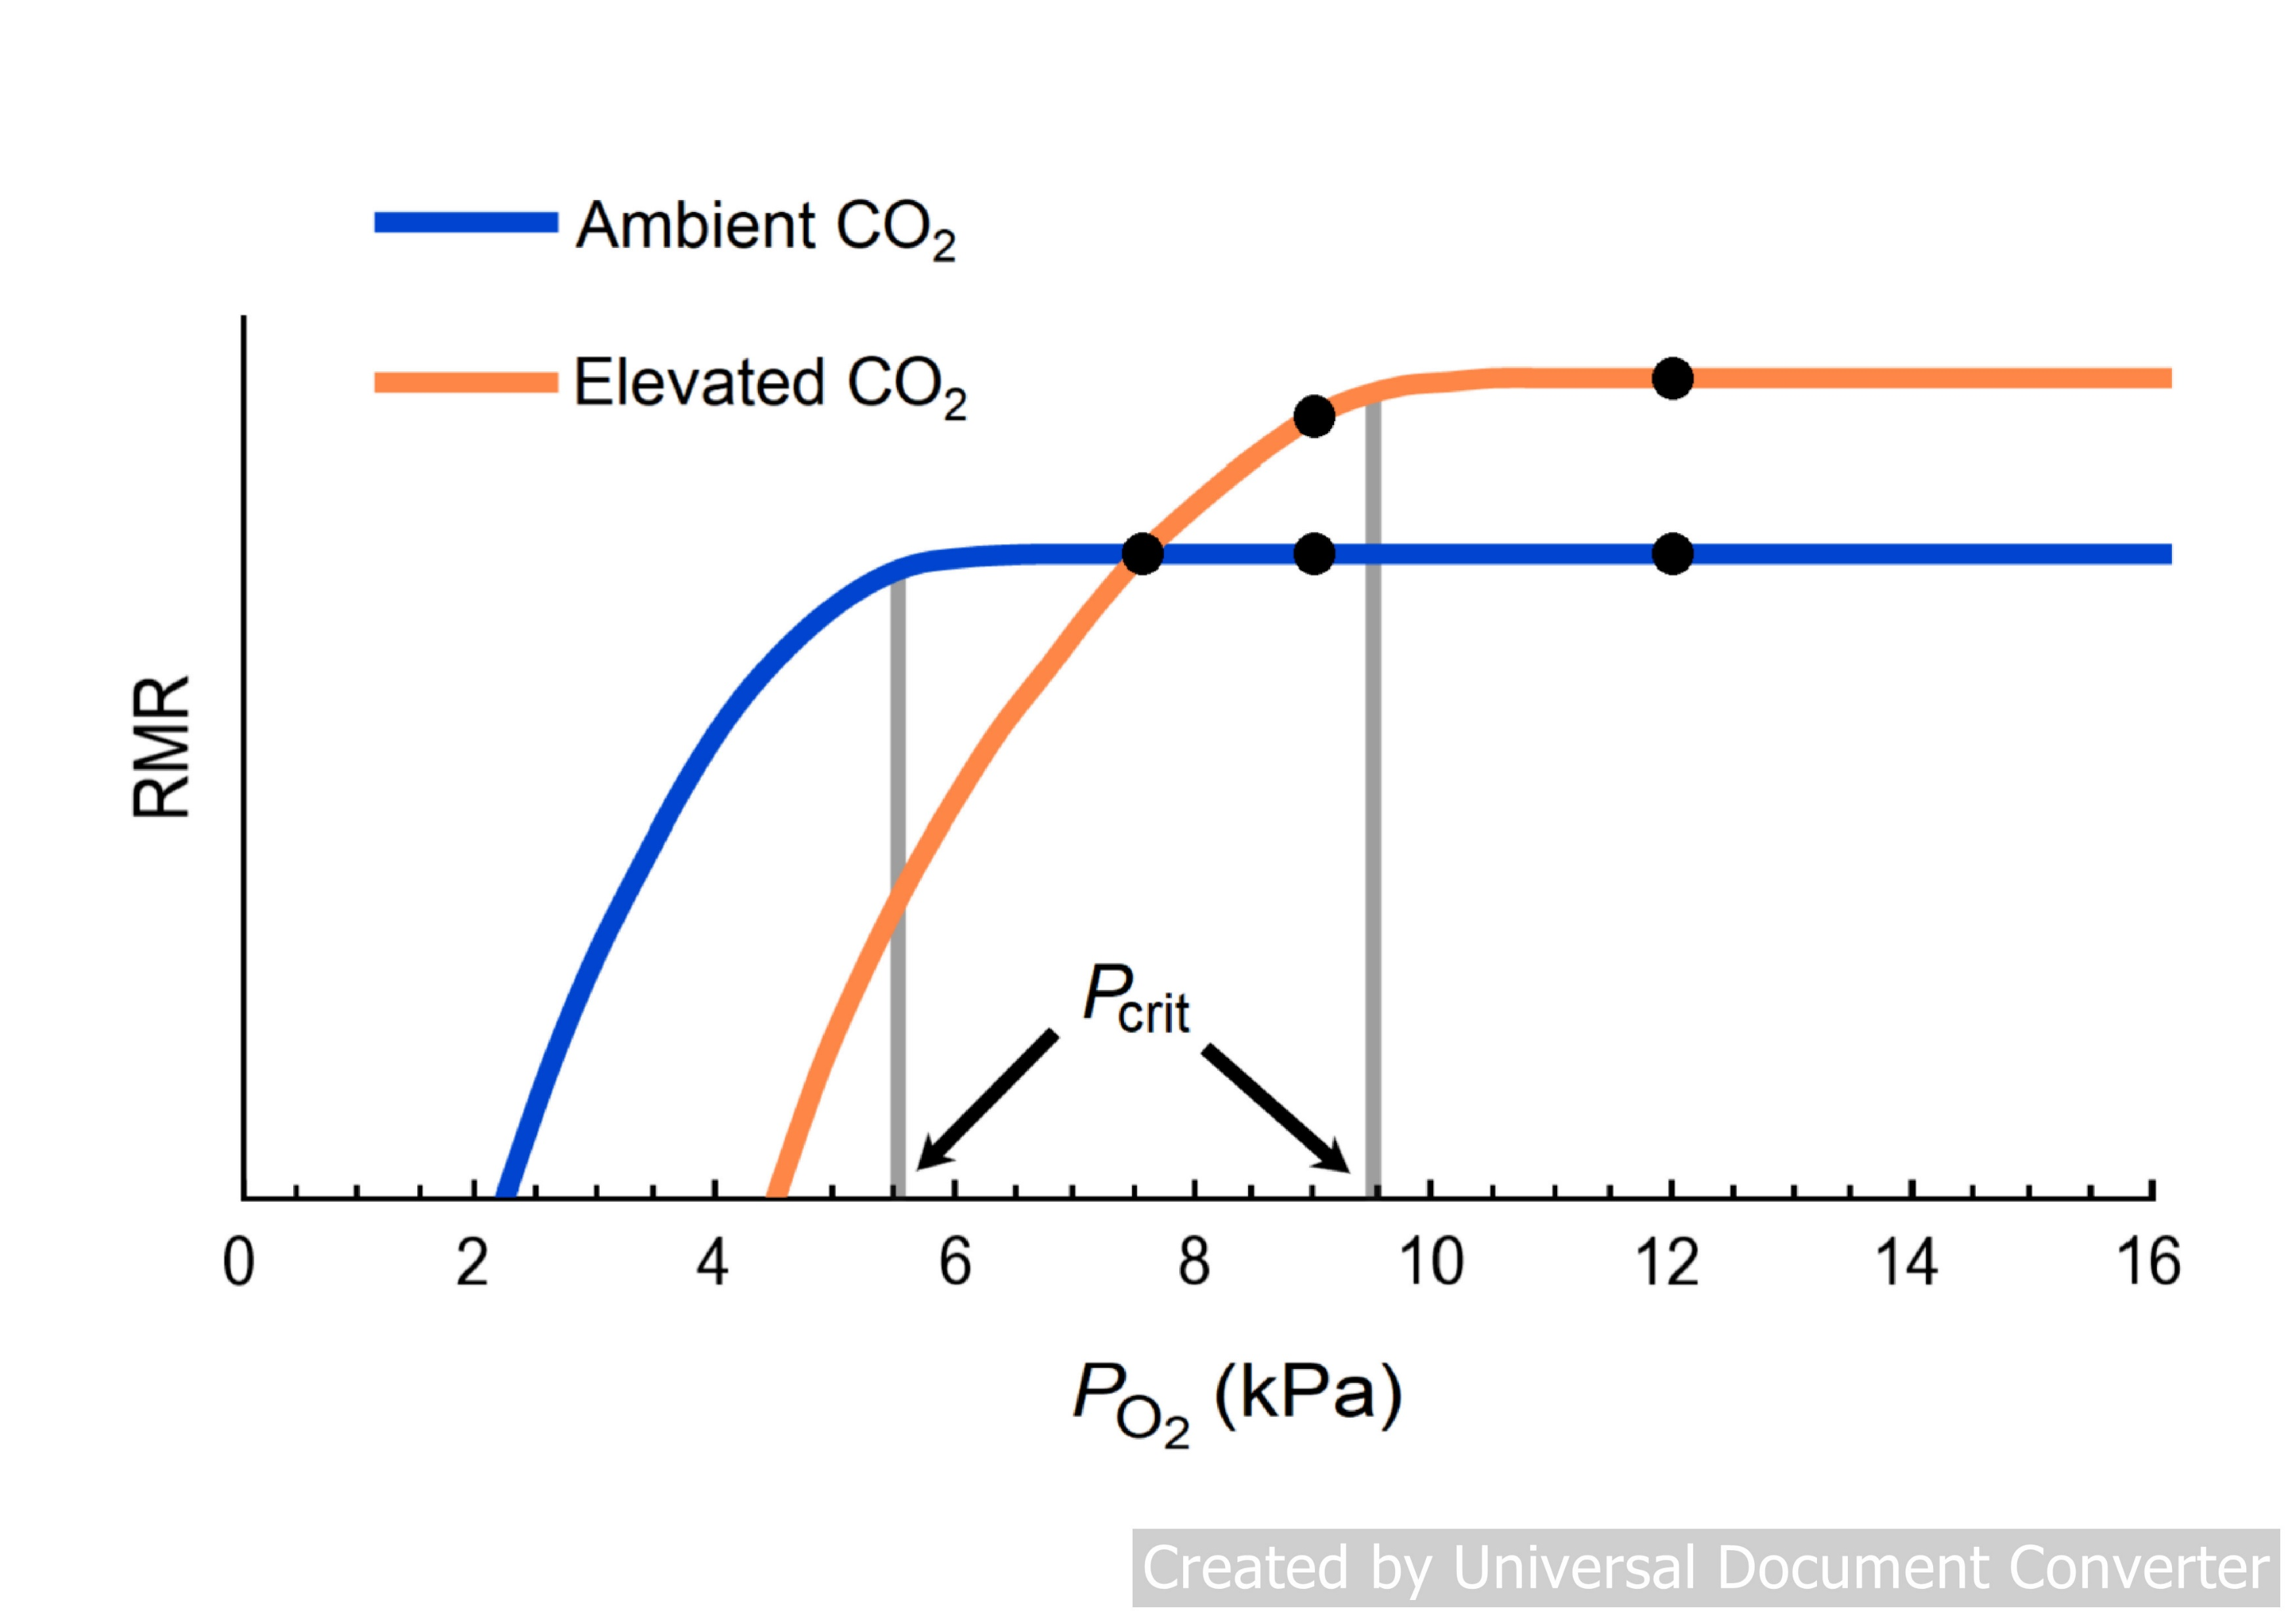 Ambient CO₂
Elevated CO₂
RMR
Pcrit
0 2 4 6 8 10 12 14 16
PO₂ (kPa)
Created by Universal Document Converter